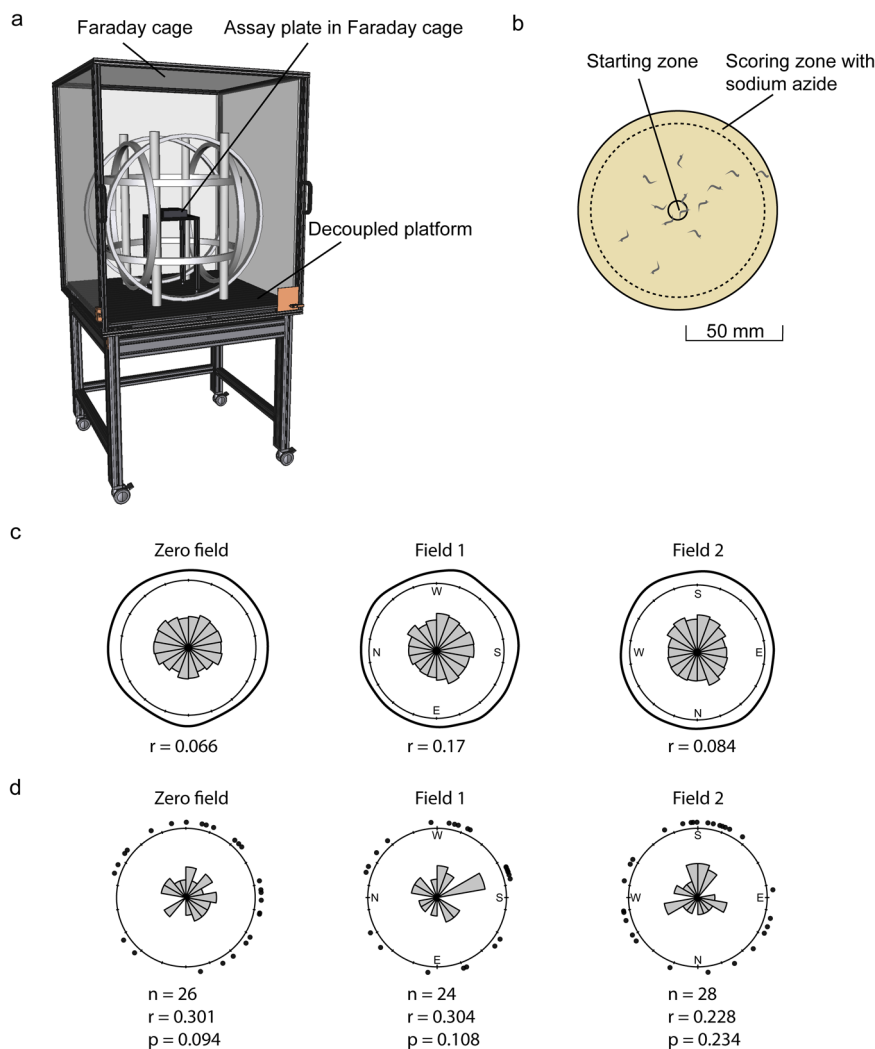 a
Faraday cage
Assay plate in Faraday cage
Decoupled platform
b
Starting zone
Scoring zone with
sodium azide
50 mm
c
Zero field
Field 1
Field 2
W
N
S
E
S
W
E
N
r = 0.066
r = 0.17
r = 0.084
d
Zero field
Field 1
Field 2
W
N
S
E
S
W
E
N
n = 26
r = 0.301
p = 0.094
n = 24
r = 0.304
p = 0.108
n = 28
r = 0.228
p = 0.234